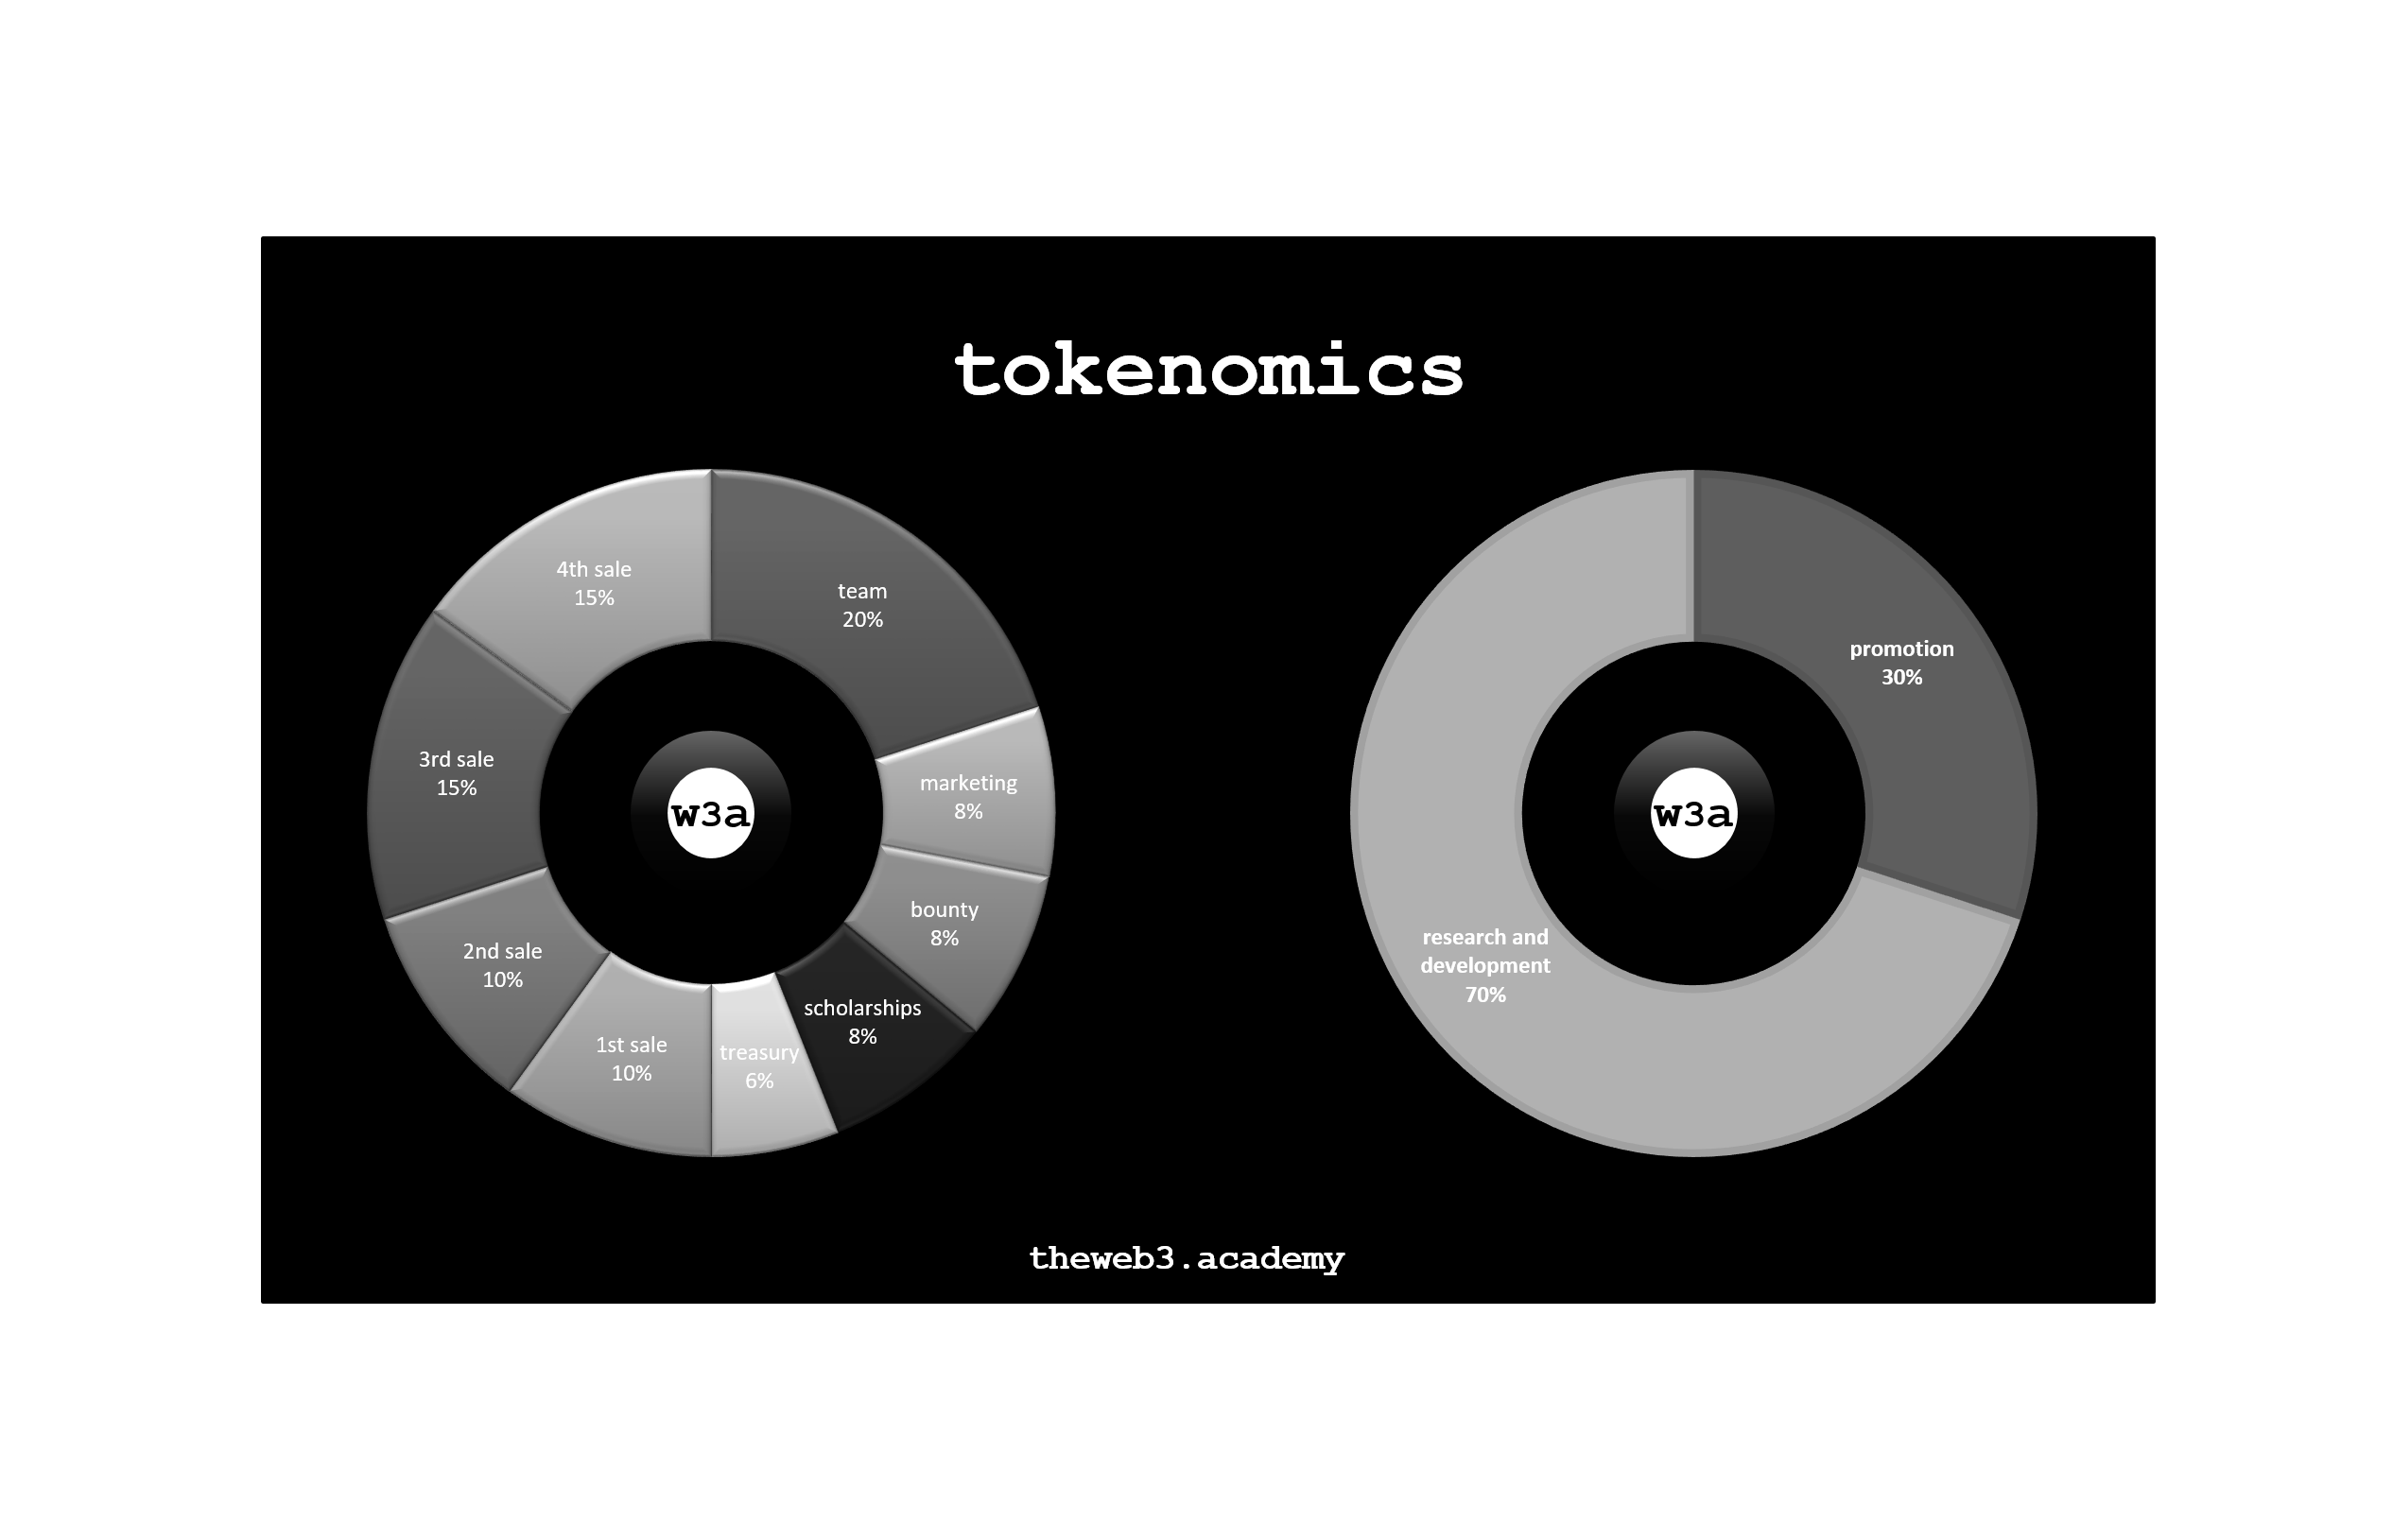 tokenomics
4th sale
15%
team
20%
3rd sale
15%
marketing
8%
w3a
bounty
8%
2nd sale
10%
scholarships
8%
1st sale
10%
treasury
6%
promotion
30%
w3a
research and
development
70%
theweb3.academy